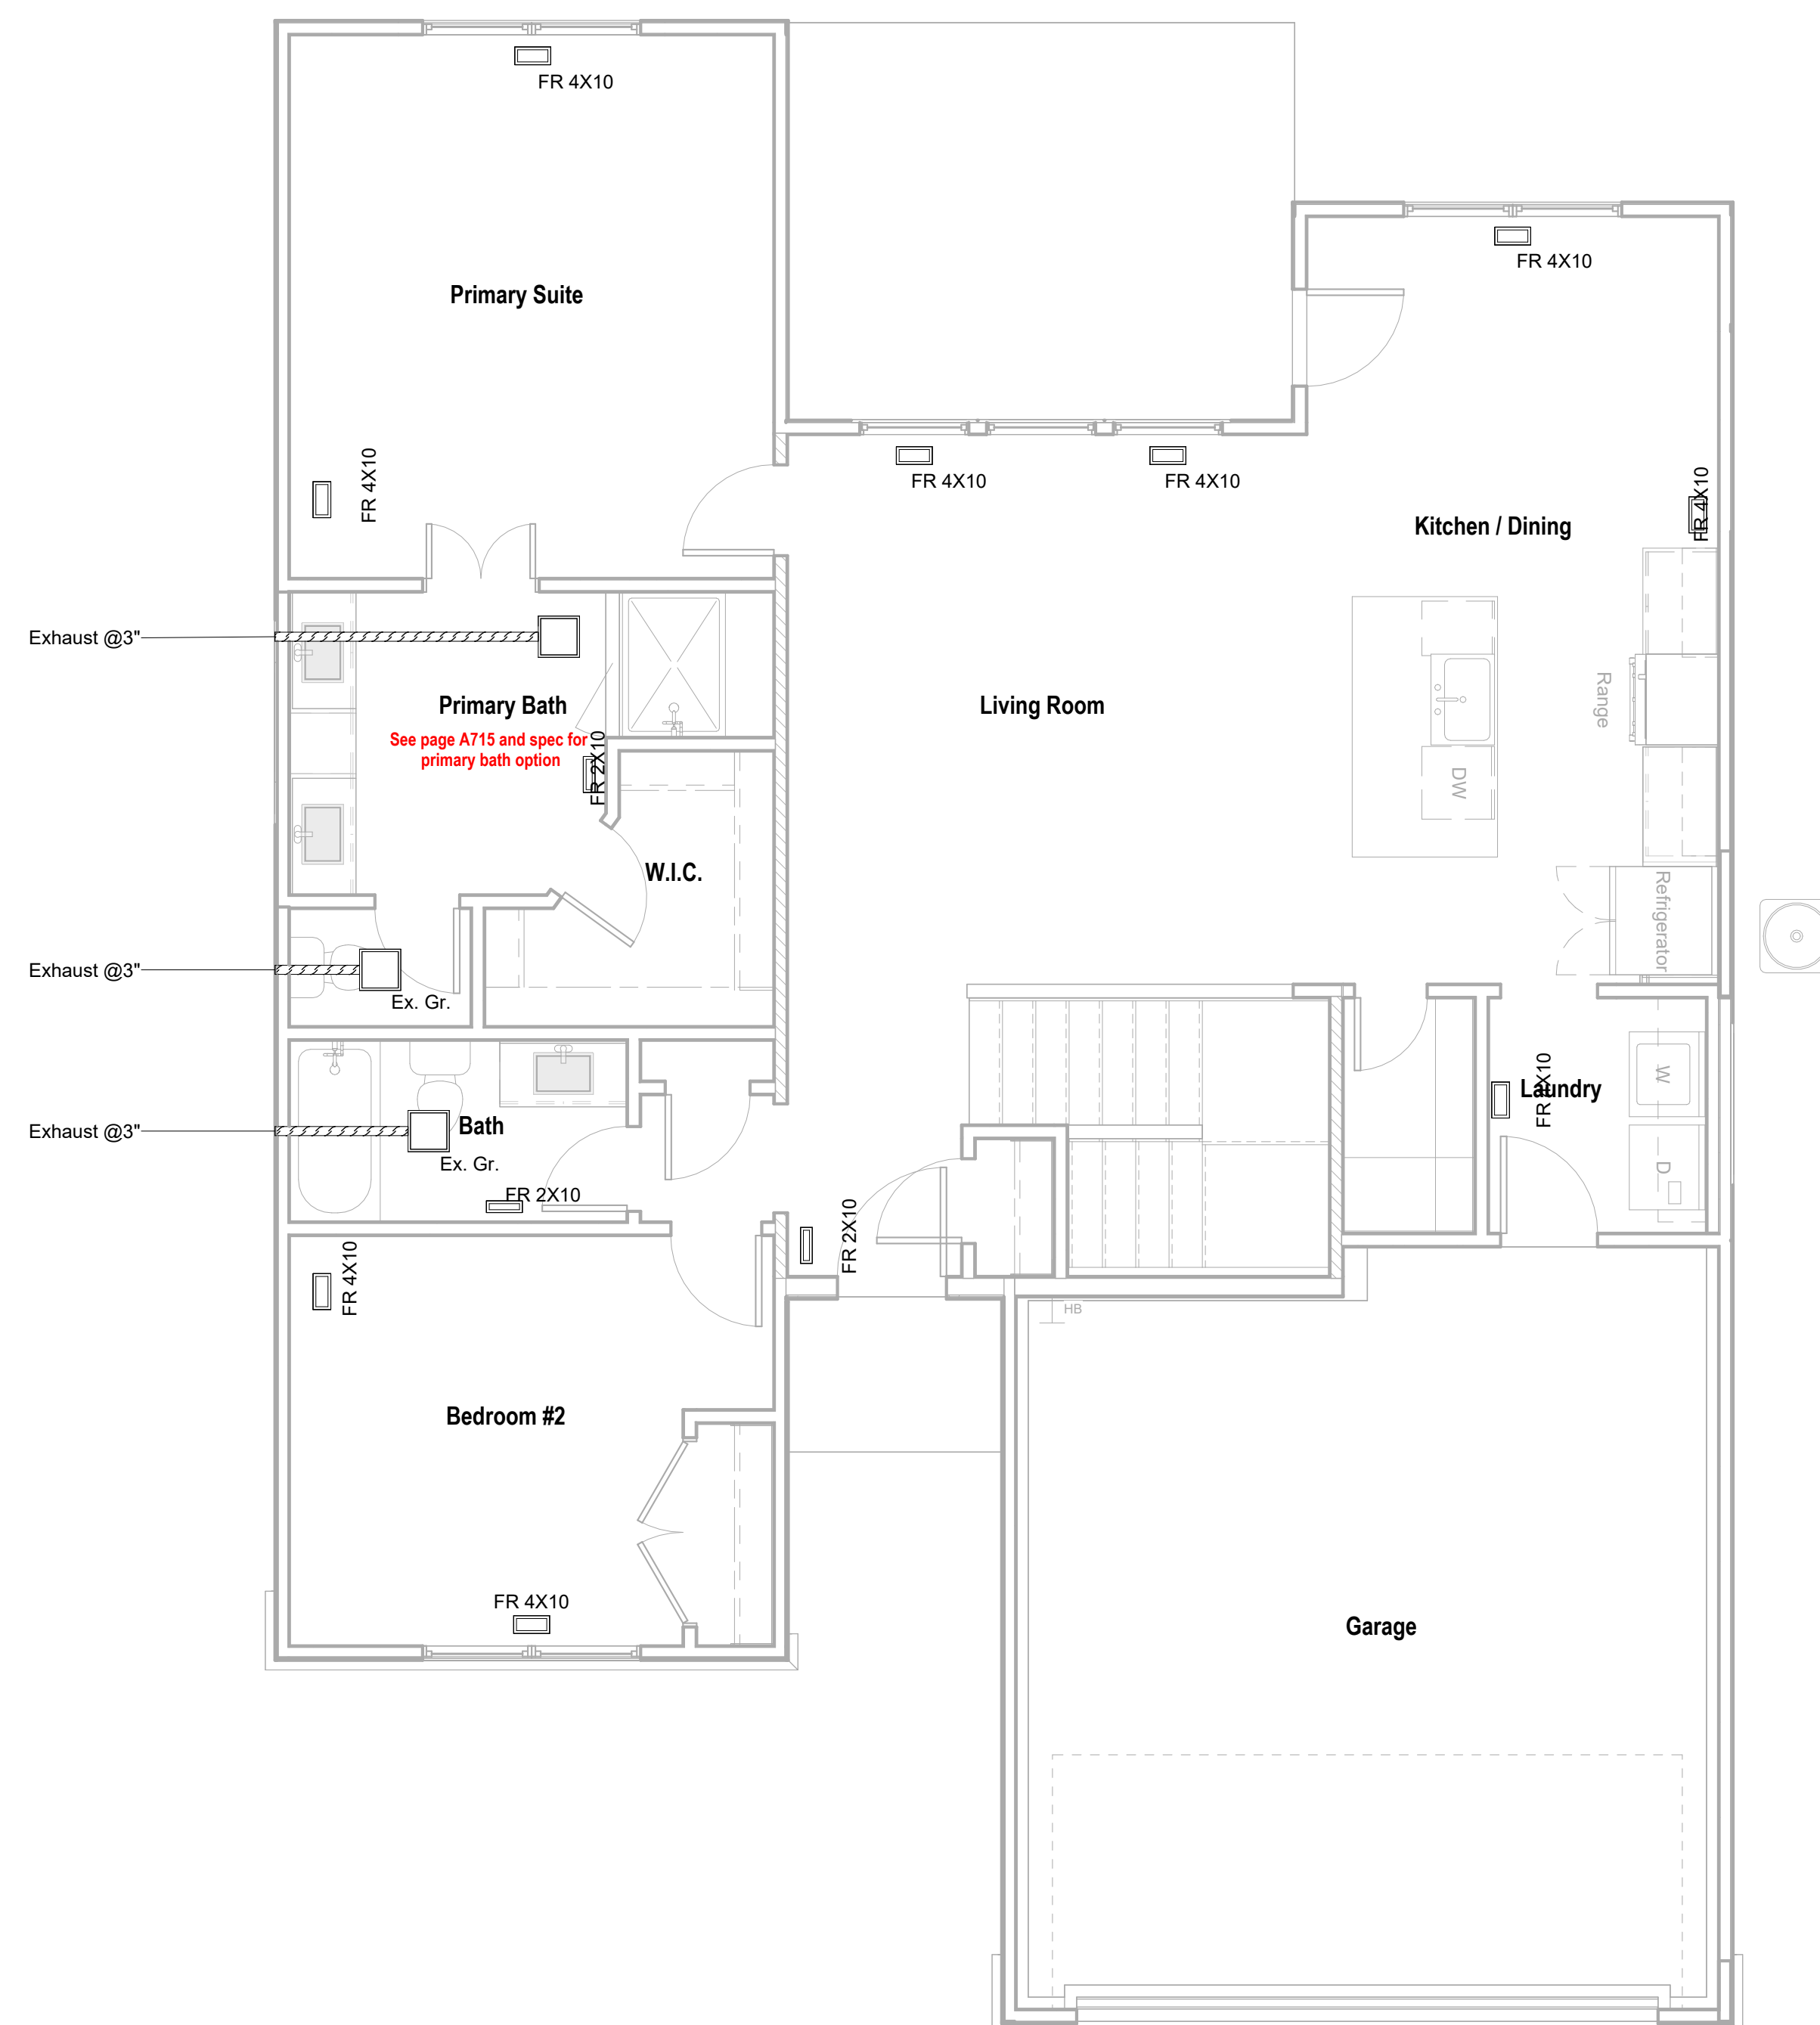 FR 4X10
FR 4X10
Primary Suite
FR 4X10
FR 4X10
FR 4X10
FR 4X10
Kitchen / Dining
Exhaust @3"
Primary Bath
See page A715 and spec for
primary bath option
FR 2X10
Living Room
Range
DW
W.I.C.
Refrigerator
Exhaust @3"
Ex. Gr.
Exhaust @3"
Bath
Ex. Gr.
FR 2X10
Laundry
W
D
FR 2X10
FR 4X10
HB
Bedroom #2
FR 4X10
Garage